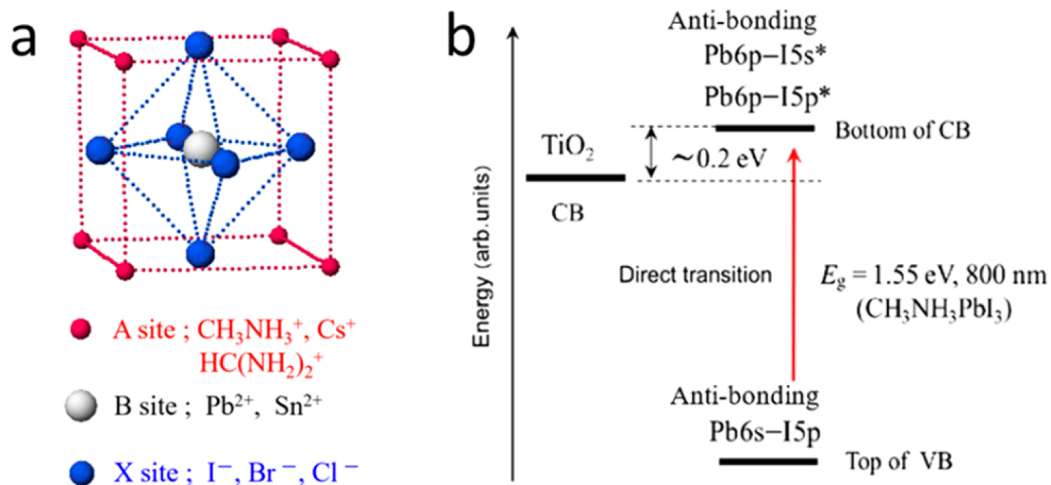 a
A site ; CH₃NH₃⁺, Cs⁺
HC(NH₂)₂⁺
B site ; Pb²⁺, Sn²⁺
X site ; I⁻, Br⁻, Cl⁻
b
Energy (arb.units)
Anti-bonding
Pb6p–I5s*
Pb6p–I5p*
Bottom of CB
TiO₂
~0.2 eV
CB
Direct transition
E_g = 1.55 eV, 800 nm
(CH₃NH₃PbI₃)
Anti-bonding
Pb6s–I5p
Top of VB